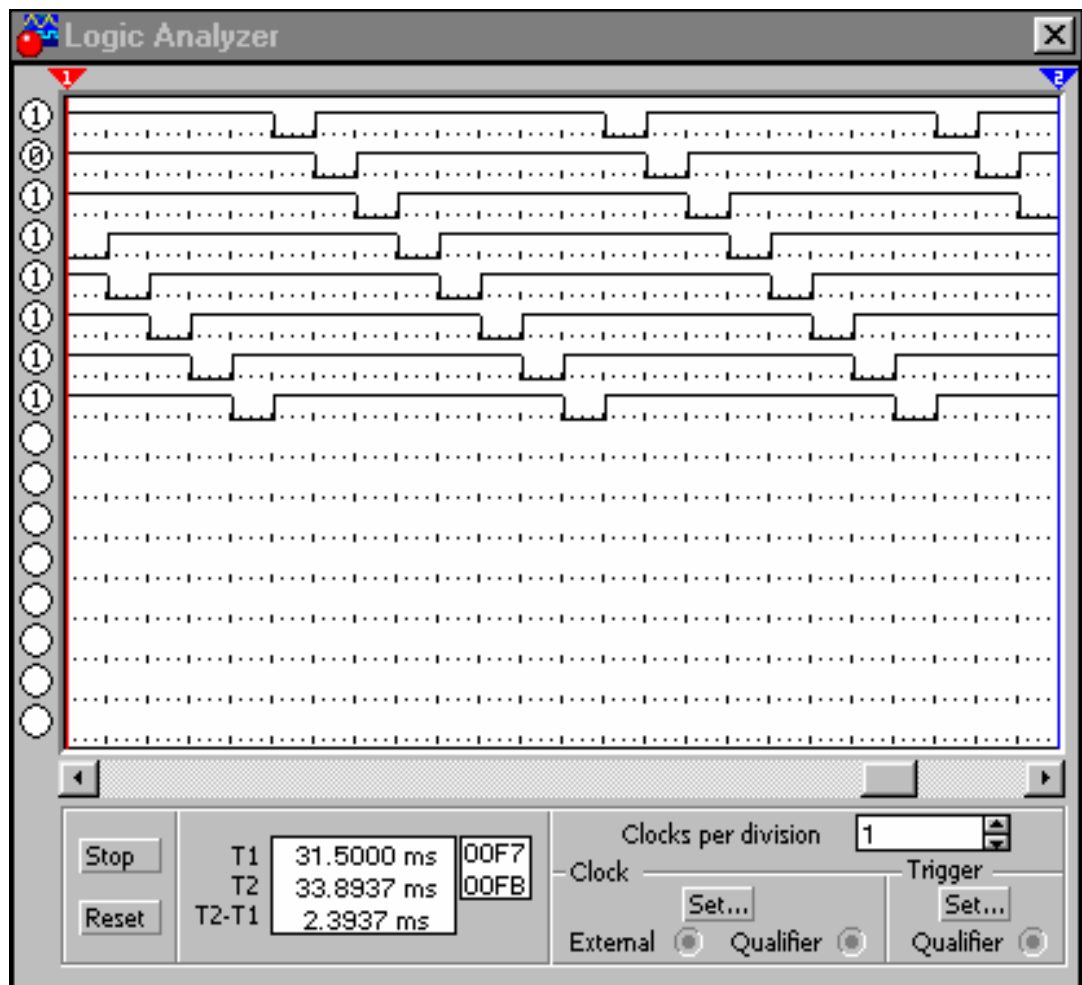 Logic Analyzer
1 2
1
0
1
1
1
1
1
1
Clocks per division 1
Stop T1 31.5000 ms 00F7
T2 33.8937 ms 00FB
Reset T2-T1 2.3937 ms
Clock Trigger
Set... Set...
External Qualifier Qualifier